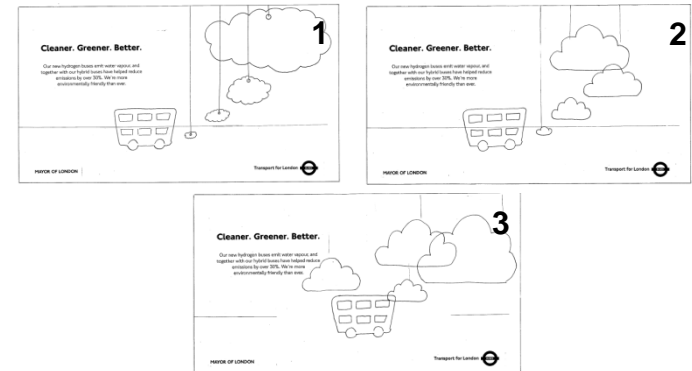 1
Cleaner. Greener. Better.
Our new hydrogen buses emit water vapour, and
together with our hybrid buses have helped reduce
emissions by over 30%. We're more
environmentally friendly than ever.
MAYOR OF LONDON
Transport for London
2
Cleaner. Greener. Better.
Our new hydrogen buses emit water vapour, and
together with our hybrid buses have helped reduce
emissions by over 30%. We're more
environmentally friendly than ever.
MAYOR OF LONDON
Transport for London
3
Cleaner. Greener. Better.
Our new hydrogen buses emit water vapour, and
together with our hybrid buses have helped reduce
emissions by over 30%. We're more
environmentally friendly than ever.
MAYOR OF LONDON
Transport for London